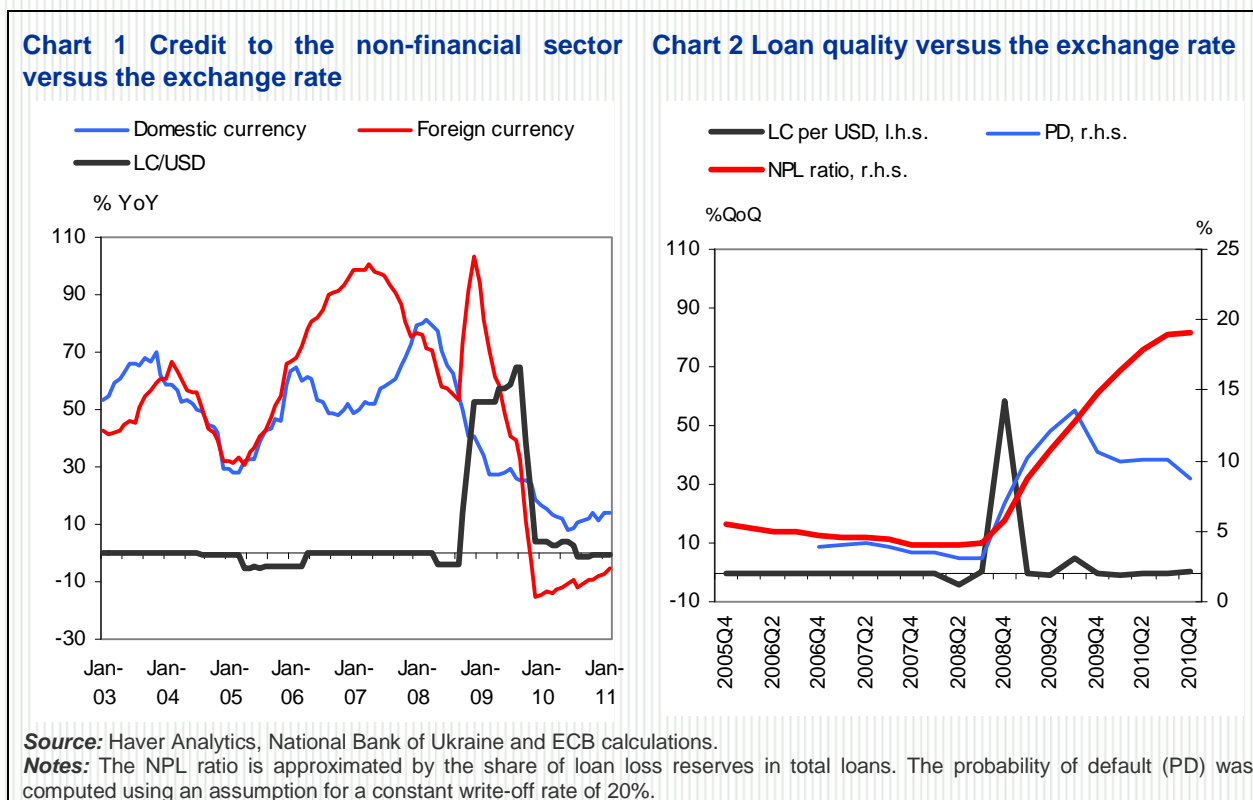 Chart 1 Credit to the non-financial sector
versus the exchange rate
Domestic currency
Foreign currency
LC/USD
% YoY
110
90
70
50
30
10
-10
-30
Jan-
03
Jan-
04
Jan-
05
Jan-
06
Jan-
07
Jan-
08
Jan-
09
Jan-
10
Jan-
11
Chart 2 Loan quality versus the exchange rate
LC per USD, l.h.s.
PD, r.h.s.
NPL ratio, r.h.s.
%QoQ
%
110
90
70
50
30
10
-10
25
20
15
10
5
0
2005Q4
2006Q2
2006Q4
2007Q2
2007Q4
2008Q2
2008Q4
2009Q2
2009Q4
2010Q2
2010Q4
Source: Haver Analytics, National Bank of Ukraine and ECB calculations.
Notes: The NPL ratio is approximated by the share of loan loss reserves in total loans. The probability of default (PD) was
computed using an assumption for a constant write-off rate of 20%.